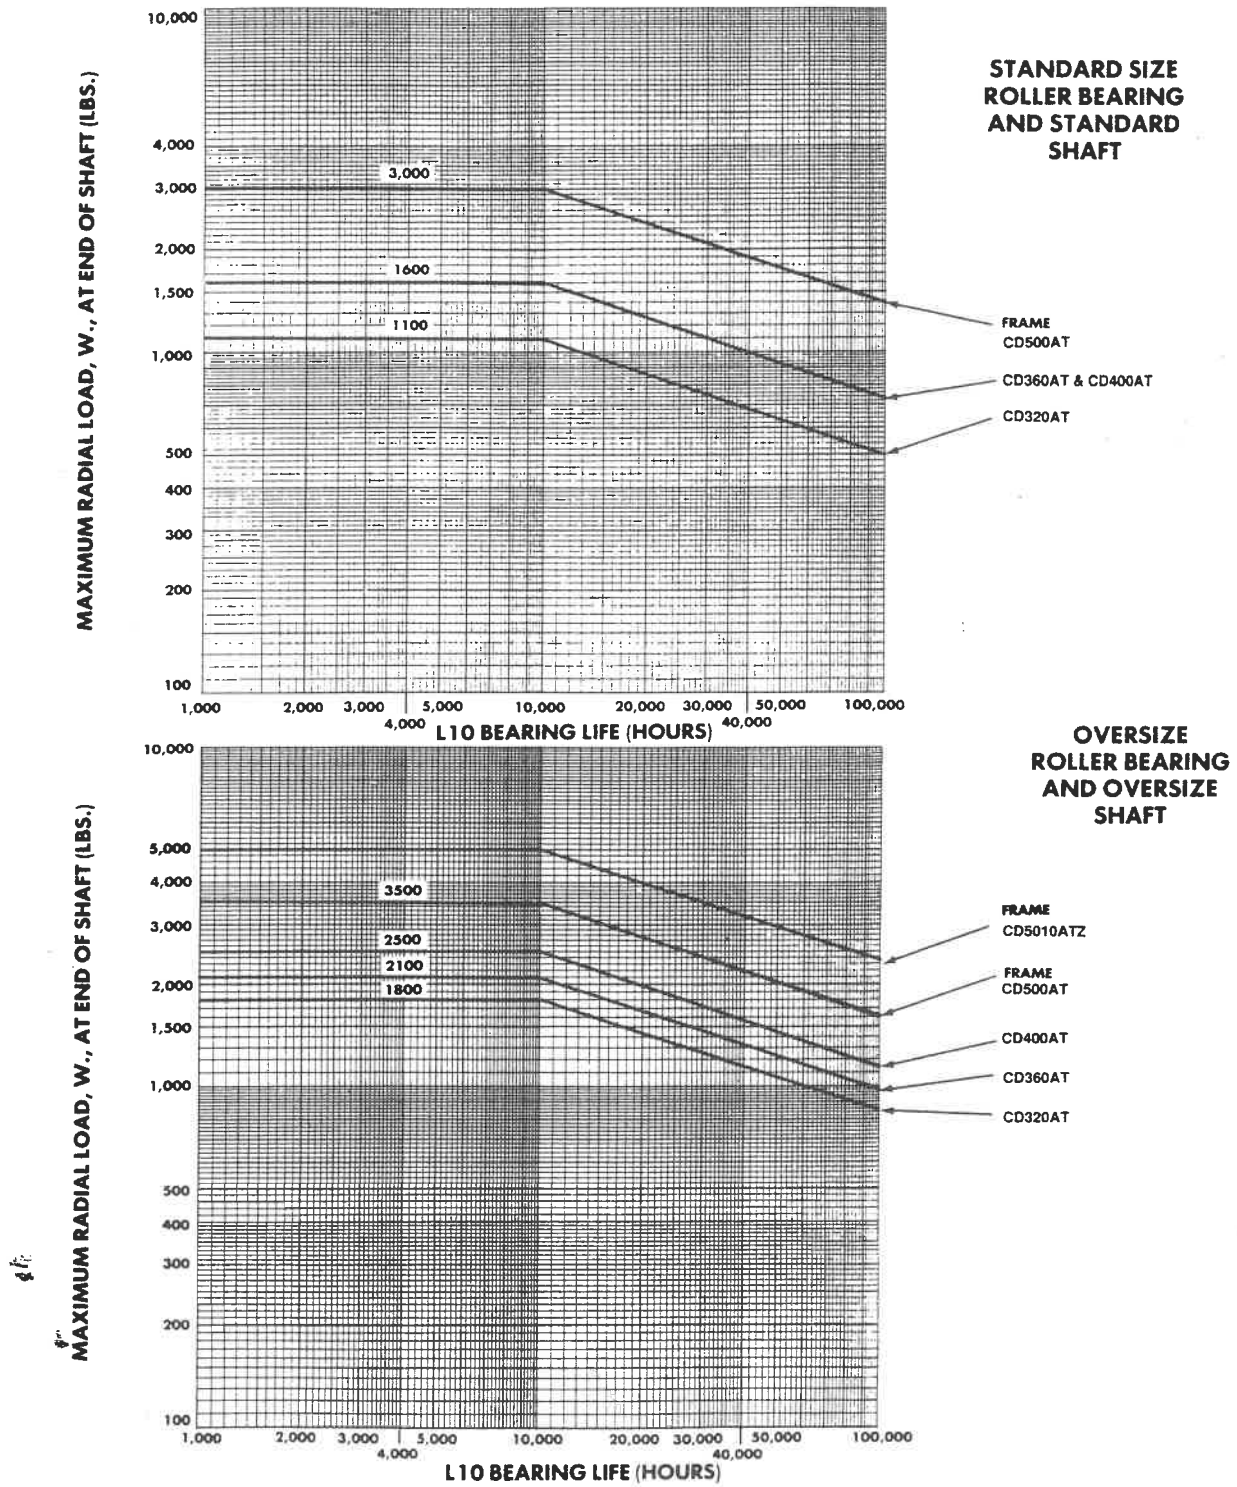 STANDARD SIZE
ROLLER BEARING
AND STANDARD
SHAFT
MAXIMUM RADIAL LOAD, W., AT END OF SHAFT (LBS.)
10,000
4,000
3,000
2,000
1,500
1,000
500
400
300
200
100
3,000
1600
1100
FRAME
CD500AT
CD360AT & CD400AT
CD320AT
1,000 2,000 3,000 4,000 5,000 10,000 20,000 30,000 40,000 50,000 100,000
L10 BEARING LIFE (HOURS)
OVERSIZE
ROLLER BEARING
AND OVERSIZE
SHAFT
MAXIMUM RADIAL LOAD, W., AT END OF SHAFT (LBS.)
10,000
5,000
4,000
3,000
2,000
1,500
1,000
500
400
300
200
100
3500
2500
2100
1800
FRAME
CD5010ATZ
FRAME
CD500AT
CD400AT
CD360AT
CD320AT
1,000 2,000 3,000 4,000 5,000 10,000 20,000 30,000 40,000 50,000 100,000
L10 BEARING LIFE (HOURS)